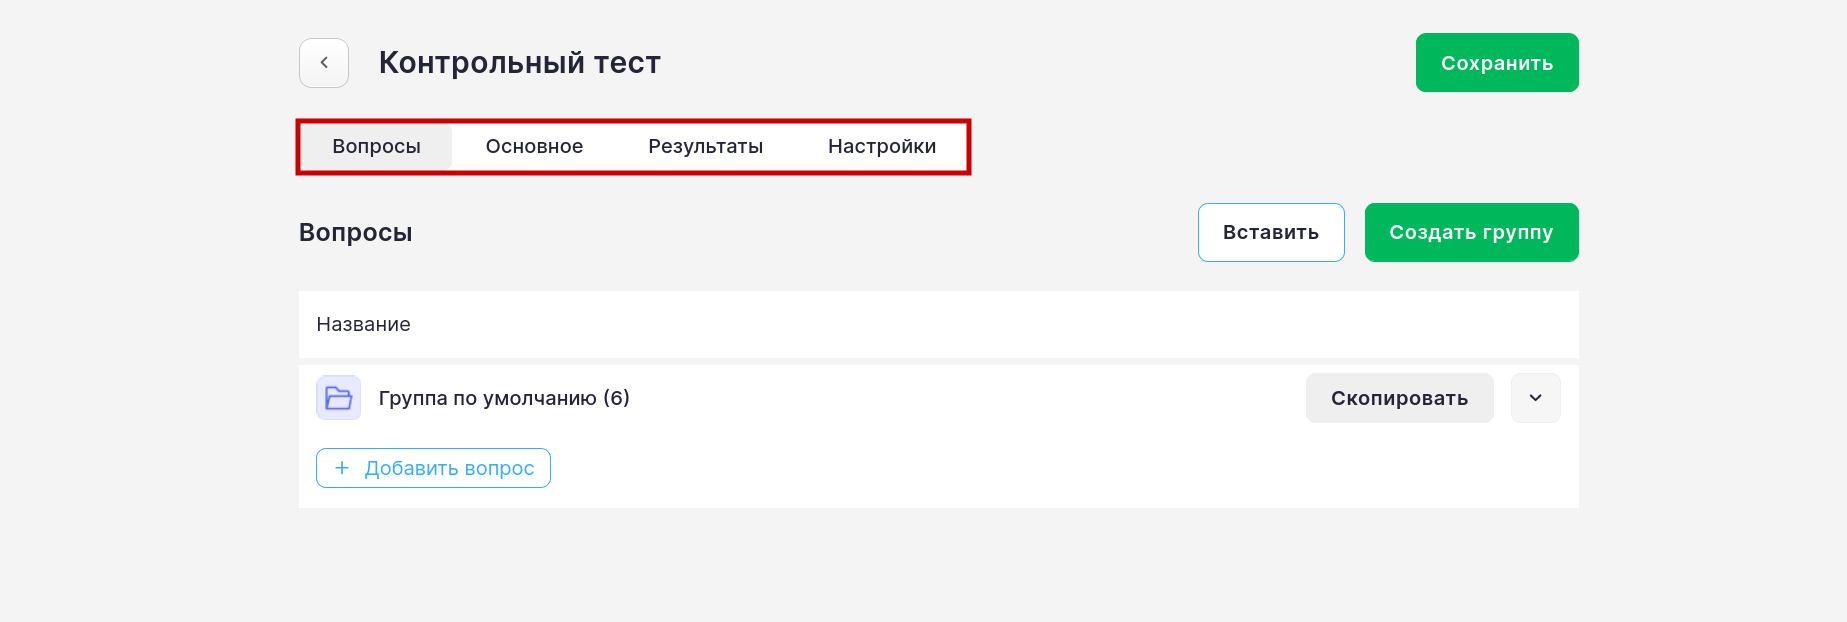 Контрольный тест
Сохранить
Вопросы Основное Результаты Настройки
Вопросы
Вставить
Создать группу
Название
Группа по умолчанию (6)
Скопировать
+ Добавить вопрос